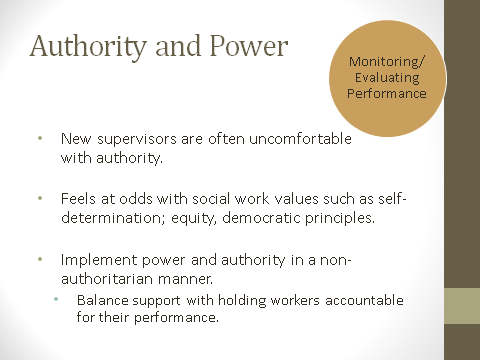 Authority and Power
Monitoring/
Evaluating
Performance
• New supervisors are often uncomfortable
with authority.
• Feels at odds with social work values such as self-
determination; equity, democratic principles.
• Implement power and authority in a non-
authoritarian manner.
• Balance support with holding workers accountable
for their performance.